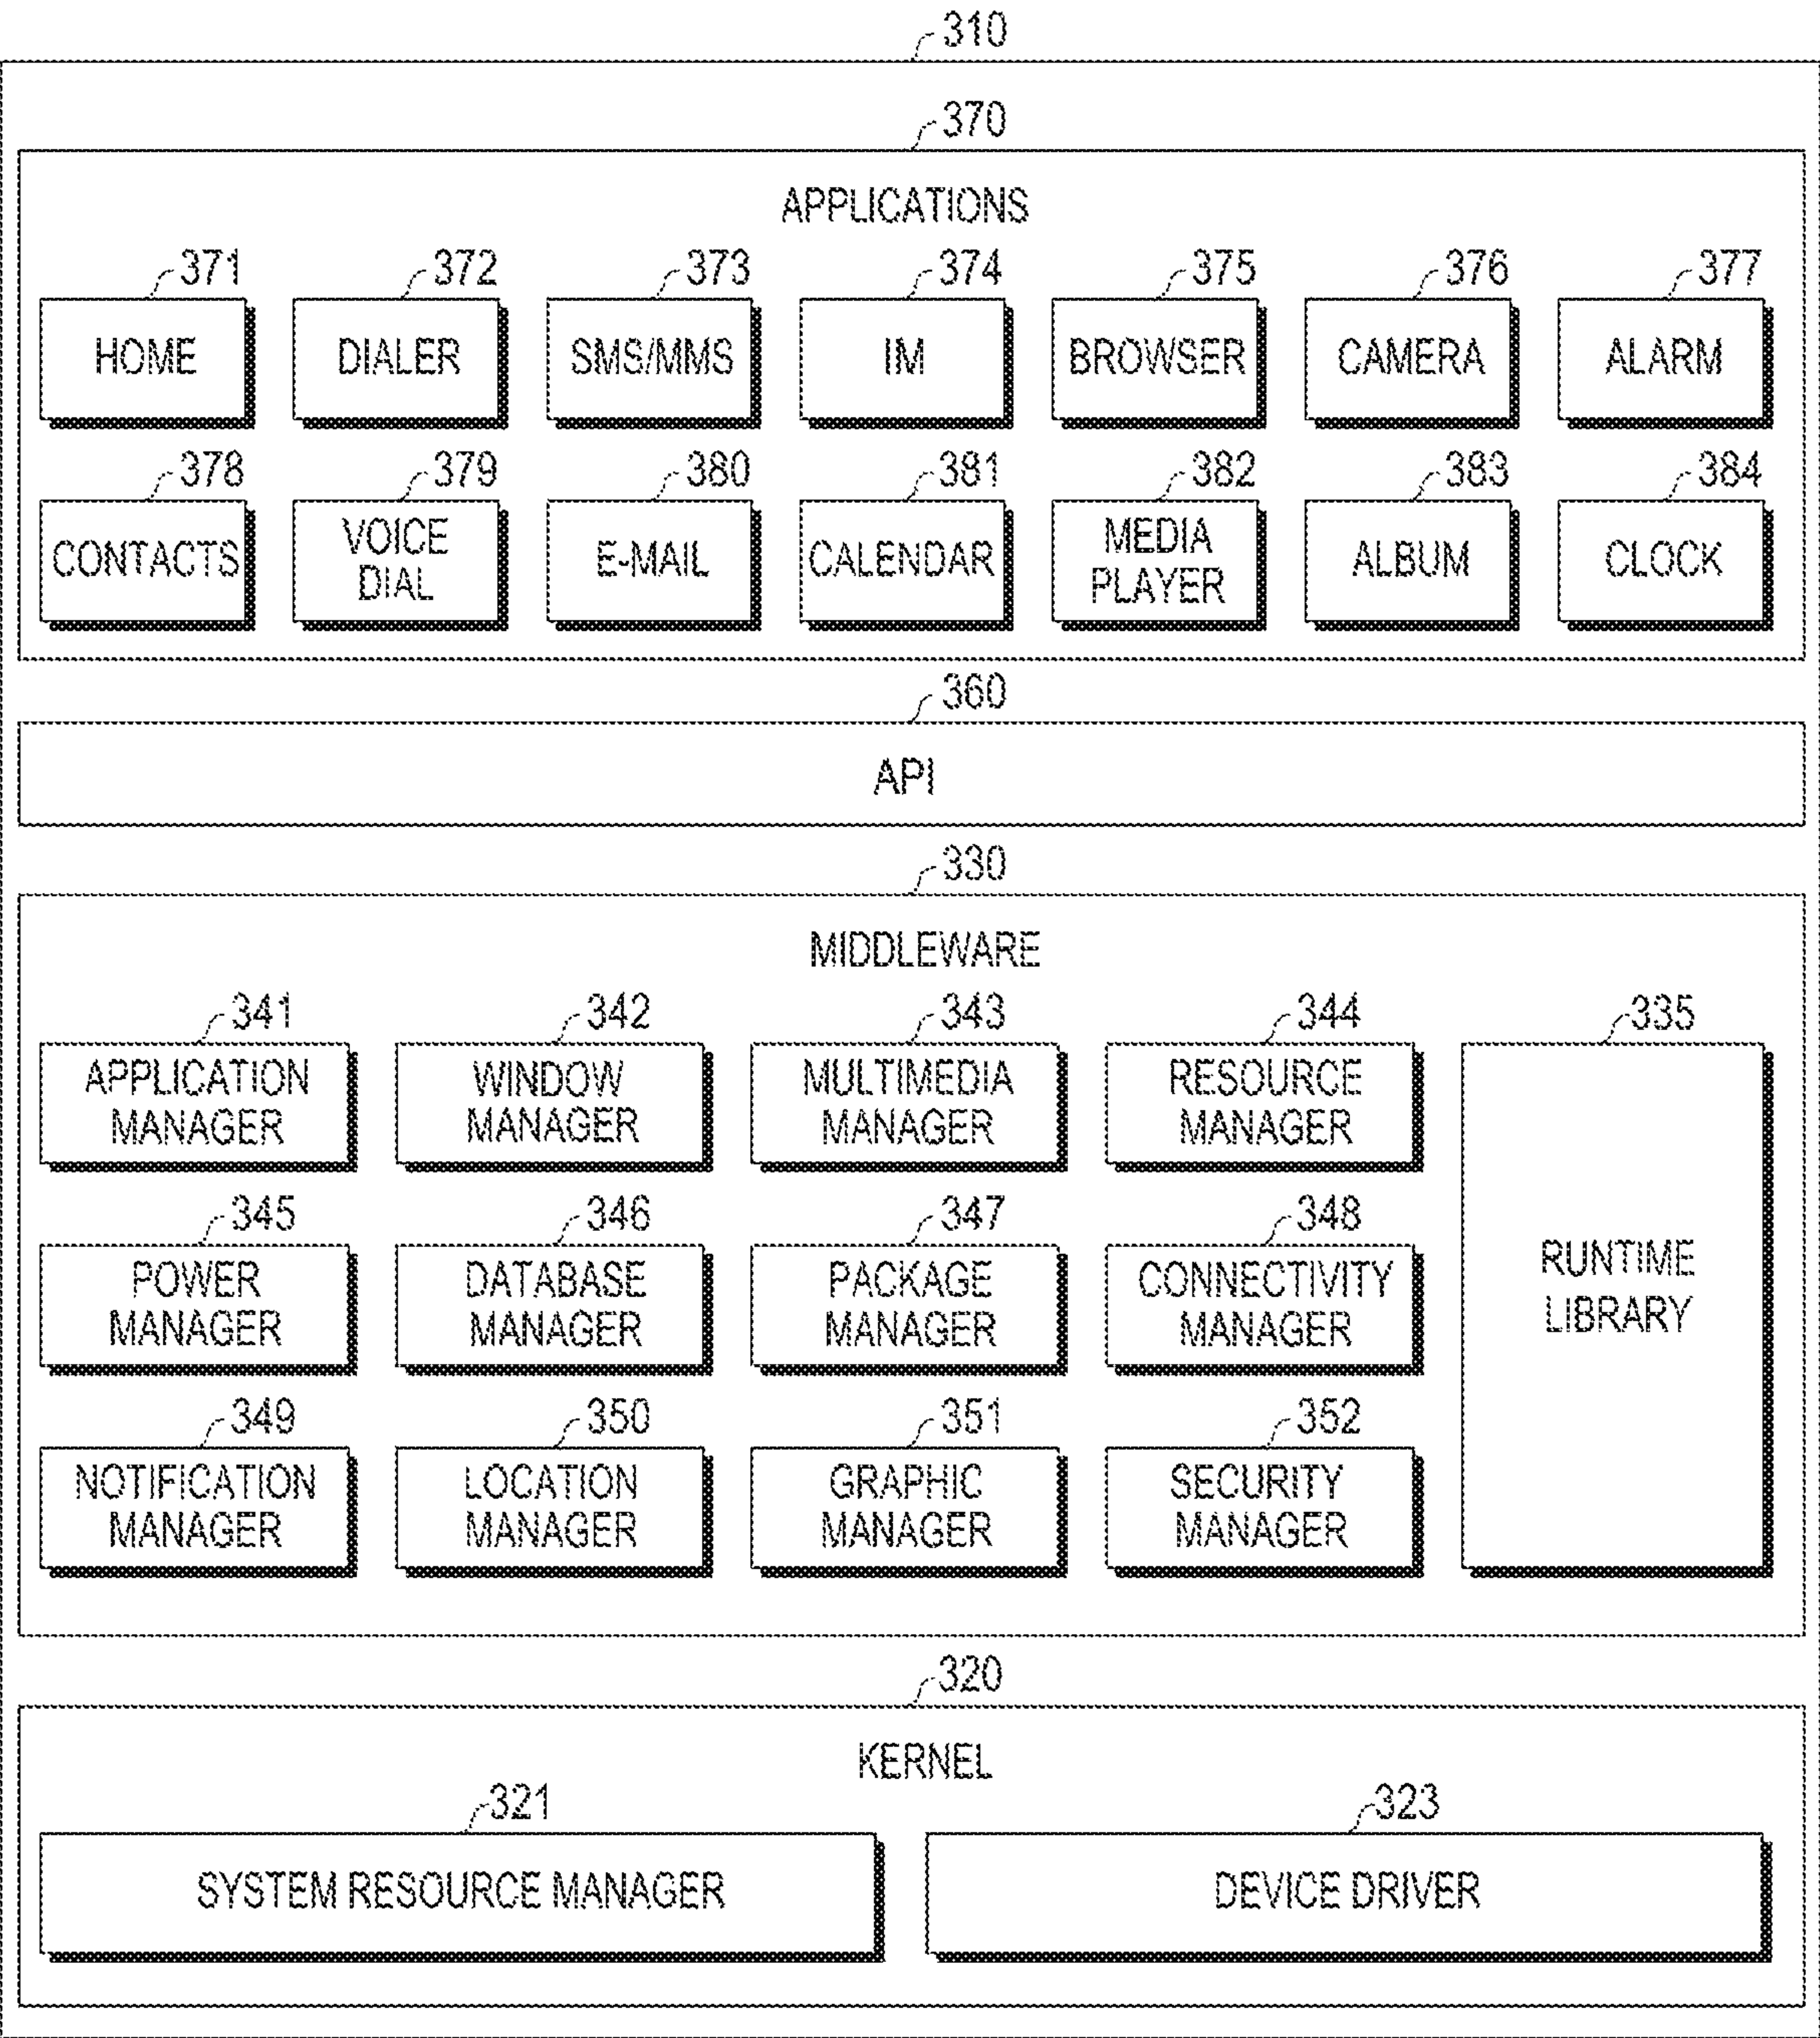 310
370
APPLICATIONS
371 372 373 374 375 376 377
HOME DIALER SMS/MMS IM BROWSER CAMERA ALARM
378 379 380 381 382 383 384
CONTACTS VOICE DIAL E-MAIL CALENDAR MEDIA PLAYER ALBUM CLOCK
360
API
330
MIDDLEWARE
341 342 343 344 335
APPLICATION MANAGER WINDOW MANAGER MULTIMEDIA MANAGER RESOURCE MANAGER
345 346 347 348
POWER MANAGER DATABASE MANAGER PACKAGE MANAGER CONNECTIVITY MANAGER RUNTIME LIBRARY
349 350 351 352
NOTIFICATION MANAGER LOCATION MANAGER GRAPHIC MANAGER SECURITY MANAGER
320
KERNEL
321 323
SYSTEM RESOURCE MANAGER DEVICE DRIVER